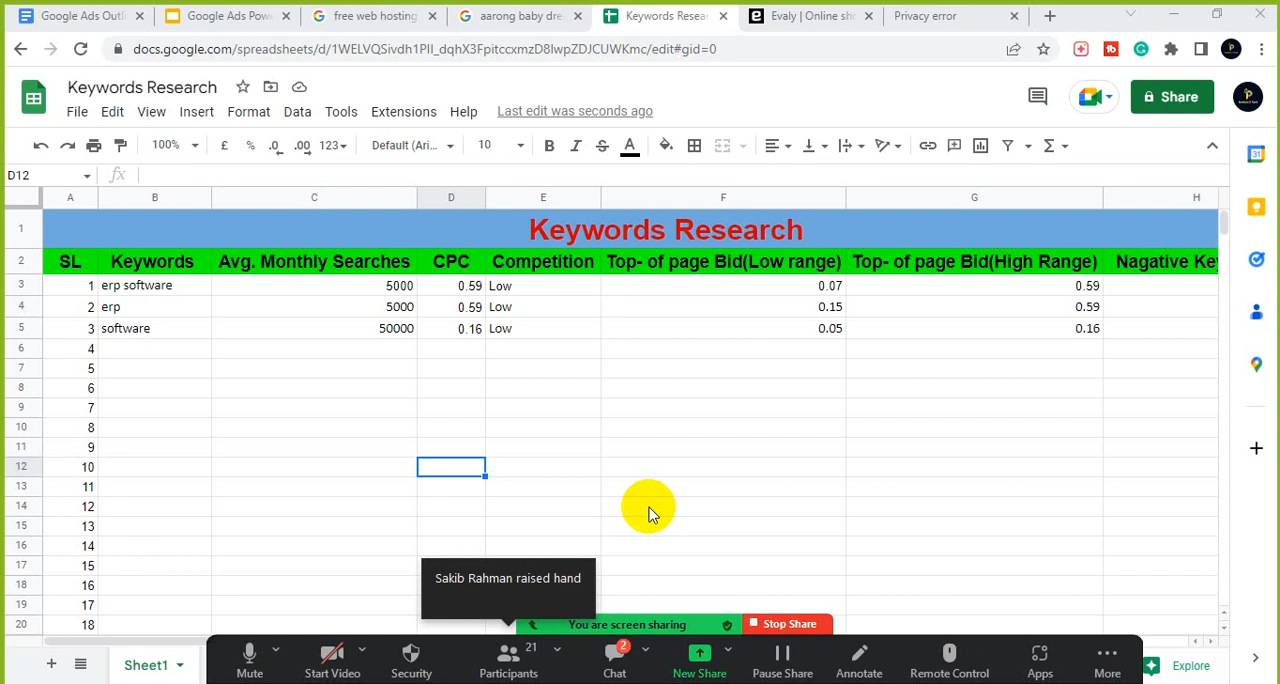 Google Ads Outl
Google Ads Pow
free web hosting
aarong baby dre
Keywords Resear
Evaly | Online sho
Privacy error
docs.google.com/spreadsheets/d/1WELVQSivdh1PlI_dqhX3FpitccxmzD8lwpZDJCUWKmc/edit#gid=0
Keywords Research
File Edit View Insert Format Data Tools Extensions Help Last edit was seconds ago
Share
100% £ % .0 .00 123 Default (Ari... 10 B I S A
D12 fx
A B C D E F G H
1 Keywords Research
2 SL Keywords Avg. Monthly Searches CPC Competition Top- of page Bid(Low range) Top- of page Bid(High Range) Nagative Key
3 1 erp software 5000 0.59 Low 0.07 0.59
4 2 erp 5000 0.59 Low 0.15 0.59
5 3 software 50000 0.16 Low 0.05 0.16
6 4
7 5
8 6
9 7
10 8
11 9
12 10
13 11
14 12
15 13
16 14
17 15
18 16
19 17
20 18
Sakib Rahman raised hand
You are screen sharing Stop Share
Sheet1
Mute
Start Video
Security
21
Participants
2
Chat
New Share
Pause Share
Annotate
Remote Control
Apps
More
Explore